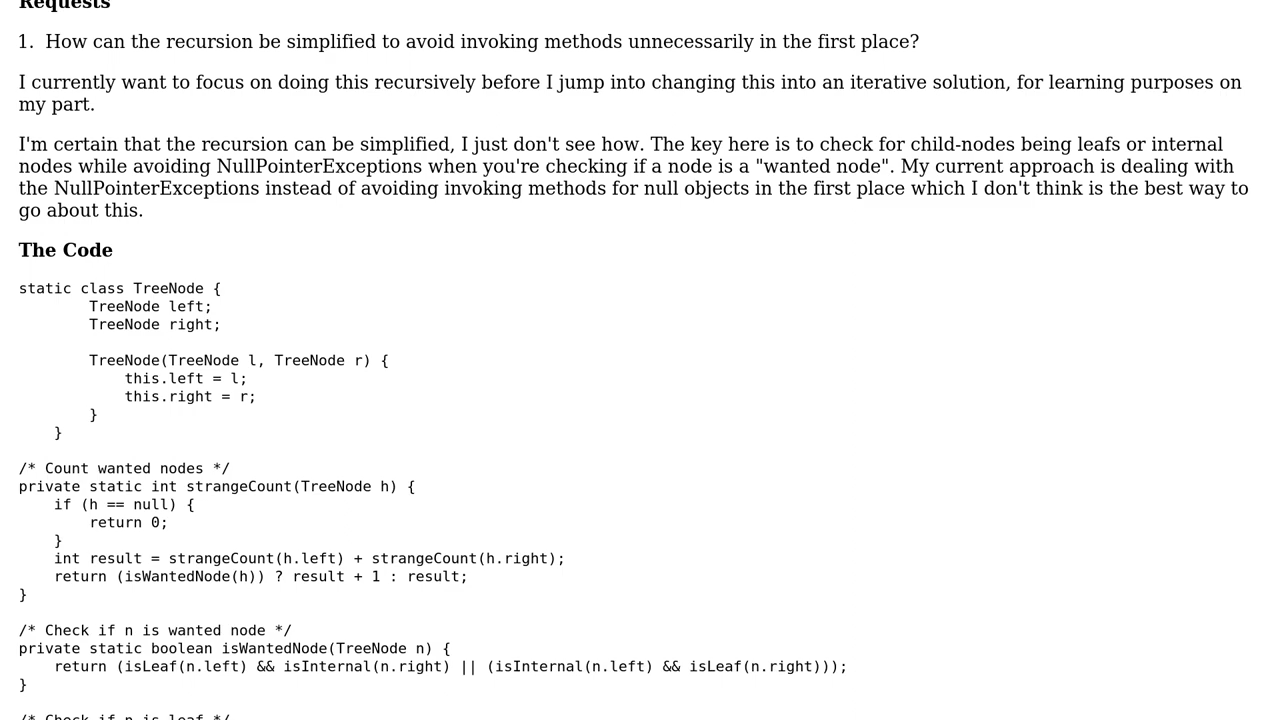 Requests
1. How can the recursion be simplified to avoid invoking methods unnecessarily in the first place?
I currently want to focus on doing this recursively before I jump into changing this into an iterative solution, for learning purposes on
my part.
I'm certain that the recursion can be simplified, I just don't see how. The key here is to check for child-nodes being leafs or internal
nodes while avoiding NullPointerExceptions when you're checking if a node is a "wanted node". My current approach is dealing with
the NullPointerExceptions instead of avoiding invoking methods for null objects in the first place which I don't think is the best way to
go about this.
The Code
static class TreeNode {
        TreeNode left;
        TreeNode right;

        TreeNode(TreeNode l, TreeNode r) {
            this.left = l;
            this.right = r;
        }
    }

/* Count wanted nodes */
private static int strangeCount(TreeNode h) {
    if (h == null) {
        return 0;
    }
    int result = strangeCount(h.left) + strangeCount(h.right);
    return (isWantedNode(h)) ? result + 1 : result;
}

/* Check if n is wanted node */
private static boolean isWantedNode(TreeNode n) {
    return (isLeaf(n.left) && isInternal(n.right) || (isInternal(n.left) && isLeaf(n.right)));
}

/* Check if n is leaf */